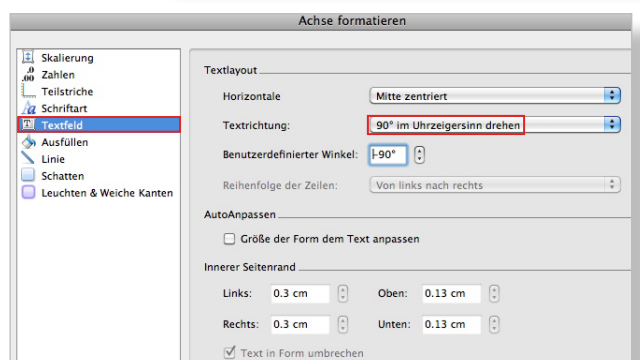 Achse formatieren
Skalierung
Zahlen
Teilstriche
Schriftart
Textfeld
Ausfüllen
Linie
Schatten
Leuchten & Weiche Kanten
Textlayout
Horizontale Mitte zentriert
Textrichtung: 90° im Uhrzeigersinn drehen
Benutzerdefinierter Winkel: -90°
Reihenfolge der Zeilen: Von links nach rechts
AutoAnpassen
Größe der Form dem Text anpassen
Innerer Seitenrand
Links: 0.3 cm Oben: 0.13 cm
Rechts: 0.3 cm Unten: 0.13 cm
Text in Form umbrechen